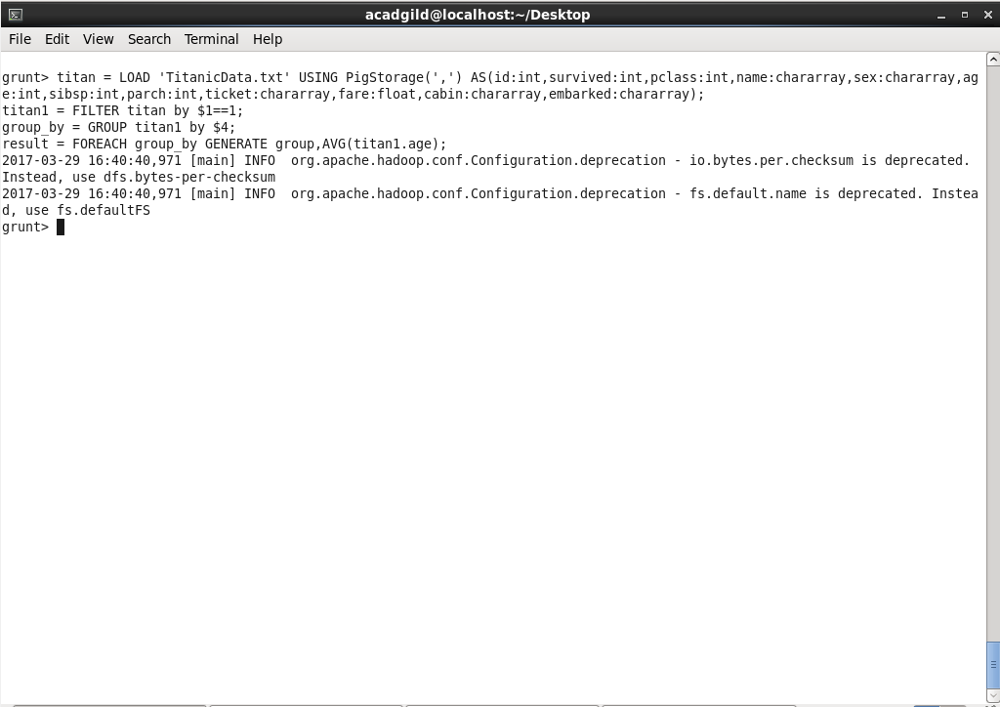 acadgild@localhost:~/Desktop
File Edit View Search Terminal Help
grunt> titan = LOAD 'TitanicData.txt' USING PigStorage(',') AS(id:int,survived:int,pclass:int,name:chararray,sex:chararray,ag
e:int,sibsp:int,parch:int,ticket:chararray,fare:float,cabin:chararray,embarked:chararray);
titan1 = FILTER titan by $1==1;
group_by = GROUP titan1 by $4;
result = FOREACH group_by GENERATE group,AVG(titan1.age);
2017-03-29 16:40:40,971 [main] INFO  org.apache.hadoop.conf.Configuration.deprecation - io.bytes.per.checksum is deprecated.
Instead, use dfs.bytes-per-checksum
2017-03-29 16:40:40,971 [main] INFO  org.apache.hadoop.conf.Configuration.deprecation - fs.default.name is deprecated. Instea
d, use fs.defaultFS
grunt>